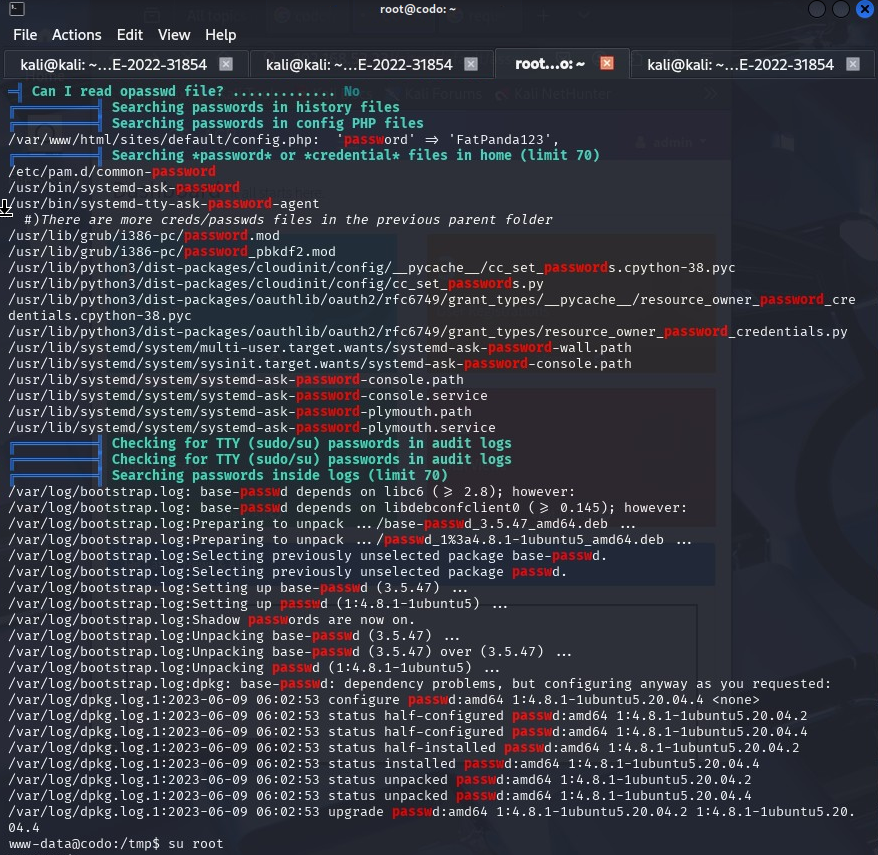 root@codo: ~
File Actions Edit View Help
kali@kali: ~...E-2022-31854 kali@kali: ~...E-2022-31854 root...o: ~ kali@kali: ~...E-2022-31854
Can I read opasswd file? ............. No
Searching passwords in history files
Searching passwords in config PHP files
/var/www/html/sites/default/config.php:  'password' => 'FatPanda123',
Searching *password* or *credential* files in home (limit 70)
/etc/pam.d/common-password
/usr/bin/systemd-ask-password
/usr/bin/systemd-tty-ask-password-agent
#)There are more creds/passwds files in the previous parent folder
/usr/lib/grub/i386-pc/password.mod
/usr/lib/grub/i386-pc/password_pbkdf2.mod
/usr/lib/python3/dist-packages/cloudinit/config/__pycache__/cc_set_passwords.cpython-38.pyc
/usr/lib/python3/dist-packages/cloudinit/config/cc_set_passwords.py
/usr/lib/python3/dist-packages/oauthlib/oauth2/rfc6749/grant_types/__pycache__/resource_owner_password_cre
dentials.cpython-38.pyc
/usr/lib/python3/dist-packages/oauthlib/oauth2/rfc6749/grant_types/resource_owner_password_credentials.py
/usr/lib/systemd/system/multi-user.target.wants/systemd-ask-password-wall.path
/usr/lib/systemd/system/sysinit.target.wants/systemd-ask-password-console.path
/usr/lib/systemd/system/systemd-ask-password-console.path
/usr/lib/systemd/system/systemd-ask-password-console.service
/usr/lib/systemd/system/systemd-ask-password-plymouth.path
/usr/lib/systemd/system/systemd-ask-password-plymouth.service
Checking for TTY (sudo/su) passwords in audit logs
Checking for TTY (sudo/su) passwords in audit logs
Searching passwords inside logs (limit 70)
/var/log/bootstrap.log: base-passwd depends on libc6 (>= 2.8); however:
/var/log/bootstrap.log: base-passwd depends on libdebconfclient0 (>= 0.145); however:
/var/log/bootstrap.log:Preparing to unpack .../base-passwd_3.5.47_amd64.deb ...
/var/log/bootstrap.log:Preparing to unpack .../passwd_1%3a4.8.1-1ubuntu5_amd64.deb ...
/var/log/bootstrap.log:Selecting previously unselected package base-passwd.
/var/log/bootstrap.log:Selecting previously unselected package passwd.
/var/log/bootstrap.log:Setting up base-passwd (3.5.47) ...
/var/log/bootstrap.log:Setting up passwd (1:4.8.1-1ubuntu5) ...
/var/log/bootstrap.log:Shadow passwords are now on.
/var/log/bootstrap.log:Unpacking base-passwd (3.5.47) ...
/var/log/bootstrap.log:Unpacking base-passwd (3.5.47) over (3.5.47) ...
/var/log/bootstrap.log:Unpacking passwd (1:4.8.1-1ubuntu5) ...
/var/log/bootstrap.log:dpkg: base-passwd: dependency problems, but configuring anyway as you requested:
/var/log/dpkg.log.1:2023-06-09 06:02:53 configure passwd:amd64 1:4.8.1-1ubuntu5.20.04.4 <none>
/var/log/dpkg.log.1:2023-06-09 06:02:53 status half-configured passwd:amd64 1:4.8.1-1ubuntu5.20.04.2
/var/log/dpkg.log.1:2023-06-09 06:02:53 status half-configured passwd:amd64 1:4.8.1-1ubuntu5.20.04.4
/var/log/dpkg.log.1:2023-06-09 06:02:53 status half-installed passwd:amd64 1:4.8.1-1ubuntu5.20.04.2
/var/log/dpkg.log.1:2023-06-09 06:02:53 status installed passwd:amd64 1:4.8.1-1ubuntu5.20.04.4
/var/log/dpkg.log.1:2023-06-09 06:02:53 status unpacked passwd:amd64 1:4.8.1-1ubuntu5.20.04.2
/var/log/dpkg.log.1:2023-06-09 06:02:53 status unpacked passwd:amd64 1:4.8.1-1ubuntu5.20.04.4
/var/log/dpkg.log.1:2023-06-09 06:02:53 upgrade passwd:amd64 1:4.8.1-1ubuntu5.20.04.2 1:4.8.1-1ubuntu5.20.
04.4
www-data@codo:/tmp$ su root